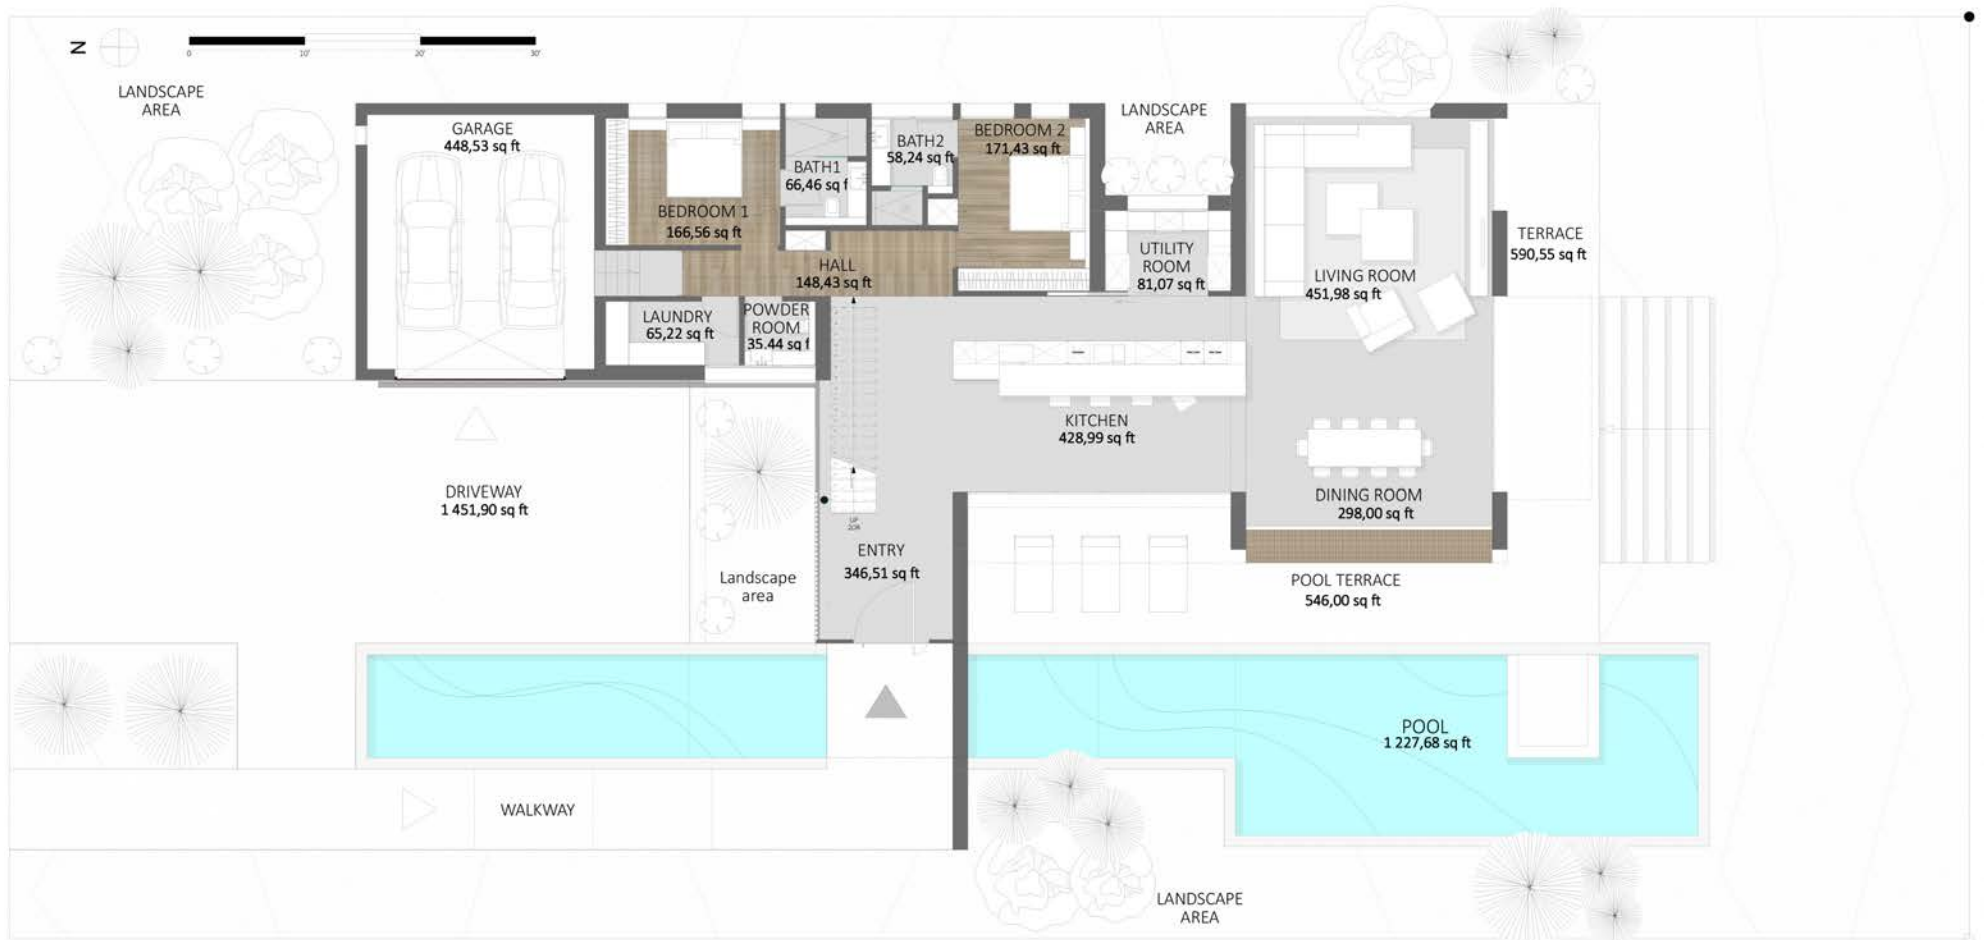 N
0 10' 20' 30'
LANDSCAPE
AREA
GARAGE
448,53 sq ft
BEDROOM 1
166,56 sq ft
BATH1
66,46 sq f
BATH2
58,24 sq ft
BEDROOM 2
171,43 sq ft
LANDSCAPE
AREA
HALL
148,43 sq ft
UTILITY
ROOM
81,07 sq ft
LIVING ROOM
451,98 sq ft
TERRACE
590,55 sq ft
LAUNDRY
65,22 sq ft
POWDER
ROOM
35.44 sq f
KITCHEN
428,99 sq ft
DRIVEWAY
1 451,90 sq ft
DINING ROOM
298,00 sq ft
UP
20R
ENTRY
346,51 sq ft
Landscape
area
POOL TERRACE
546,00 sq ft
POOL
1 227,68 sq ft
WALKWAY
LANDSCAPE
AREA